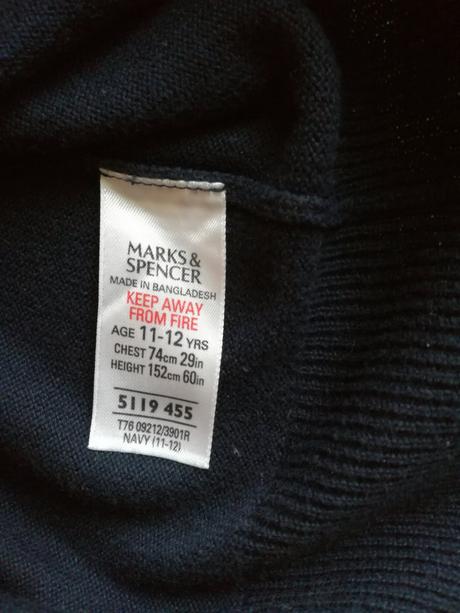 MARKS &
SPENCER
MADE IN BANGLADESH
KEEP AWAY
FROM FIRE
AGE 11-12 YRS
CHEST 74cm 29in
HEIGHT 152cm 60in
5119 455
T76 09212/3901R
NAVY (11-12)